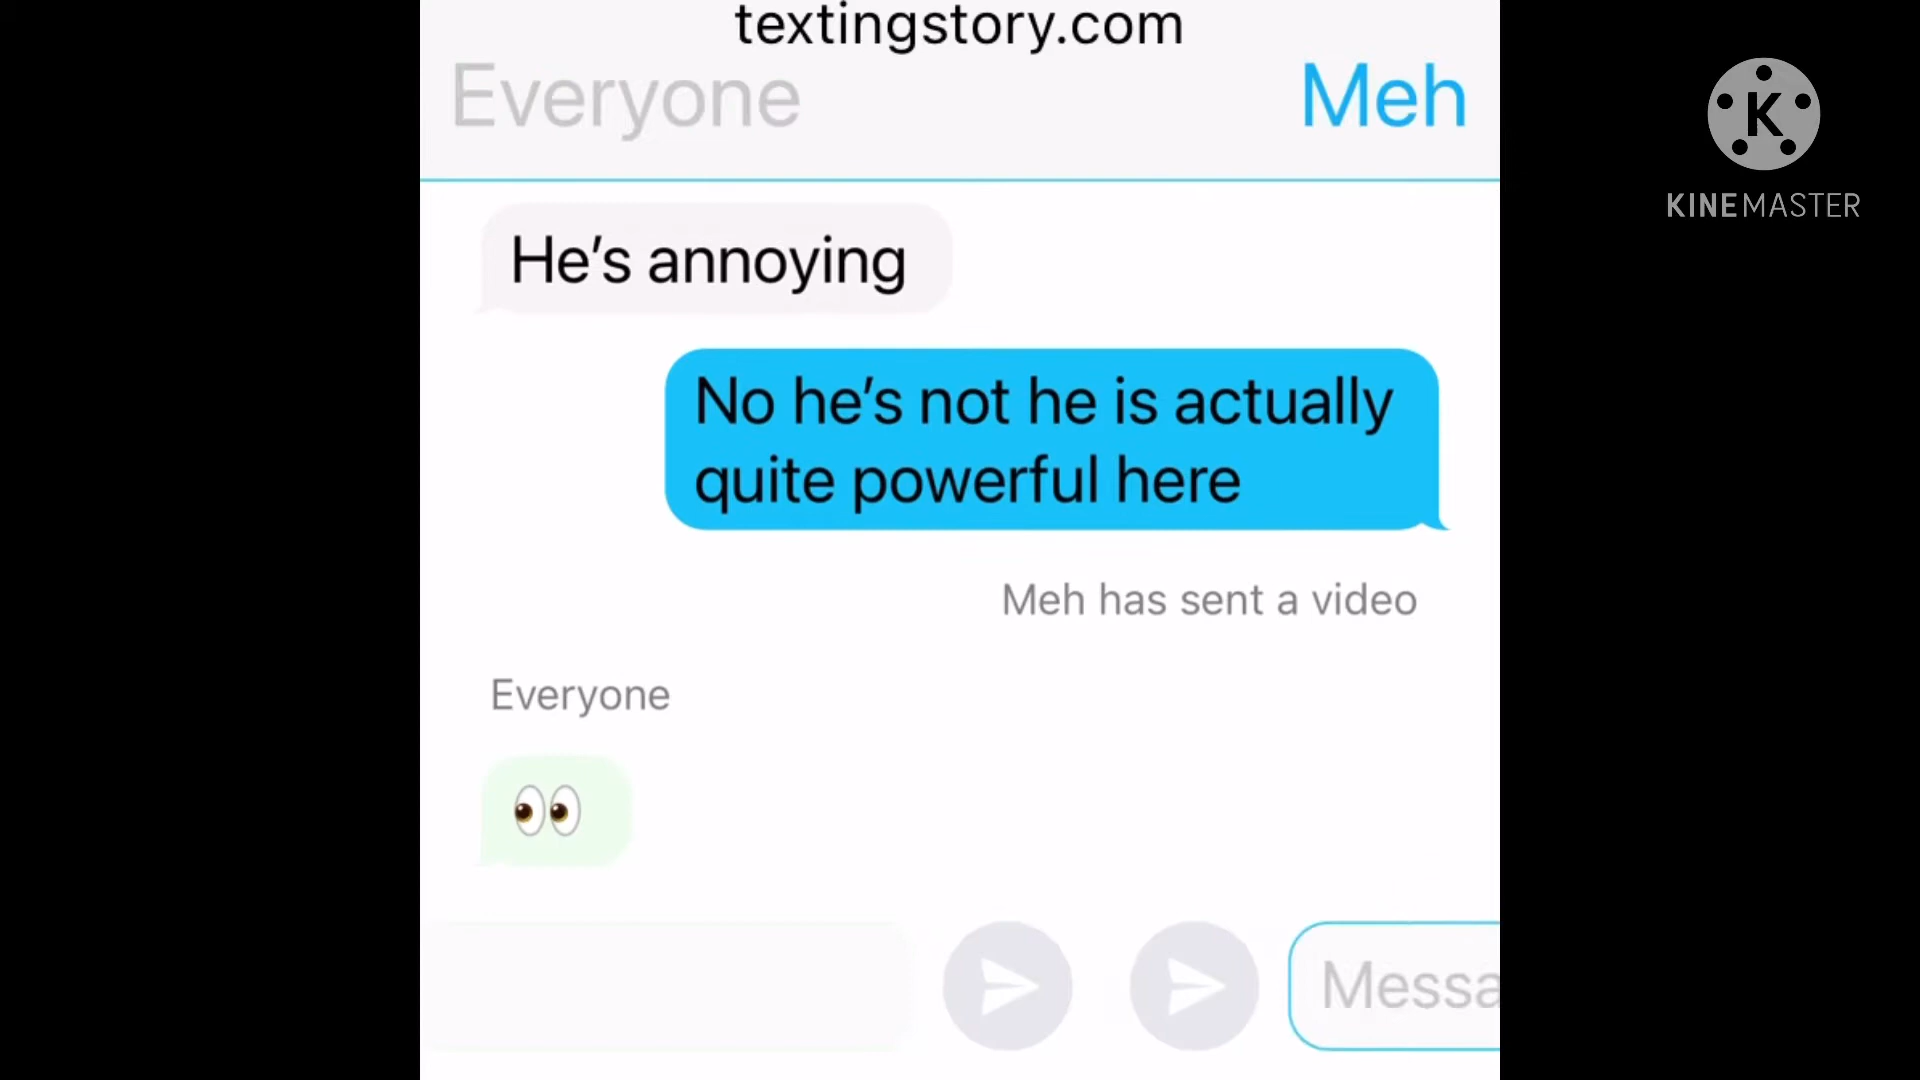 textingstory.com
Everyone
Meh
K
KINEMASTER
He’s annoying
No he’s not he is actually
quite powerful here
Meh has sent a video
Everyone
Messa